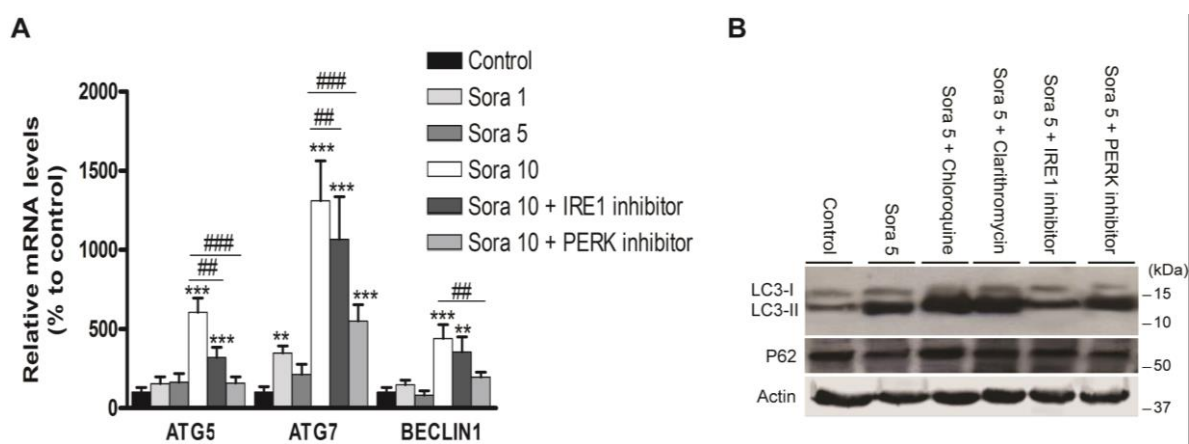 A
Relative mRNA levels
(% to control)
2000
1500
1000
500
0
###
##
***
***
###
##
***
***
***
**
##
***
**
ATG5
ATG7
BECLIN1
Control
Sora 1
Sora 5
Sora 10
Sora 10 + IRE1 inhibitor
Sora 10 + PERK inhibitor
B
Control
Sora 5
Sora 5 + Chloroquine
Sora 5 + Clarithromycin
Sora 5 + IRE1 inhibitor
Sora 5 + PERK inhibitor
(kDa)
LC3-I
LC3-II
15
10
P62
50
Actin
37